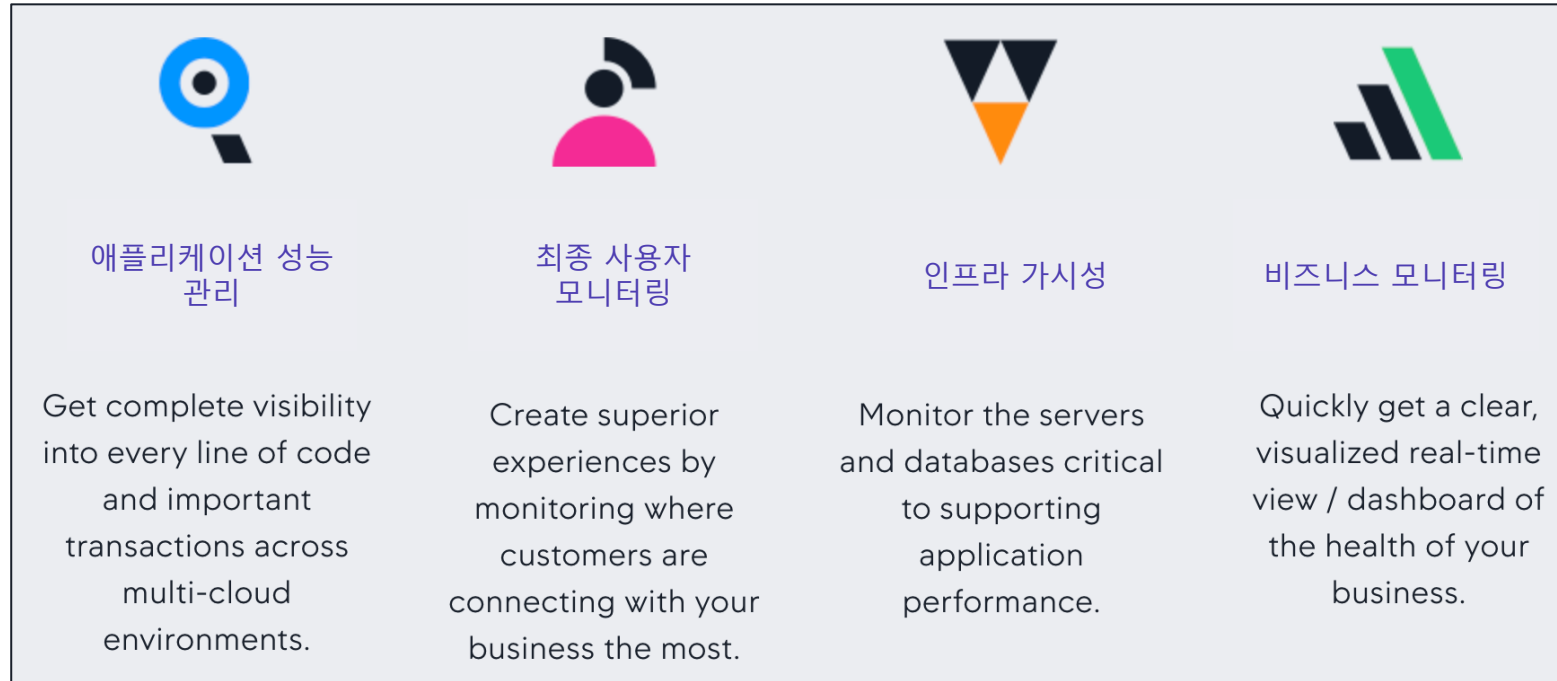 애플리케이션 성능
관리
Get complete visibility
into every line of code
and important
transactions across
multi-cloud
environments.
최종 사용자
모니터링
Create superior
experiences by
monitoring where
customers are
connecting with your
business the most.
인프라 가시성
Monitor the servers
and databases critical
to supporting
application
performance.
비즈니스 모니터링
Quickly get a clear,
visualized real-time
view / dashboard of
the health of your
business.